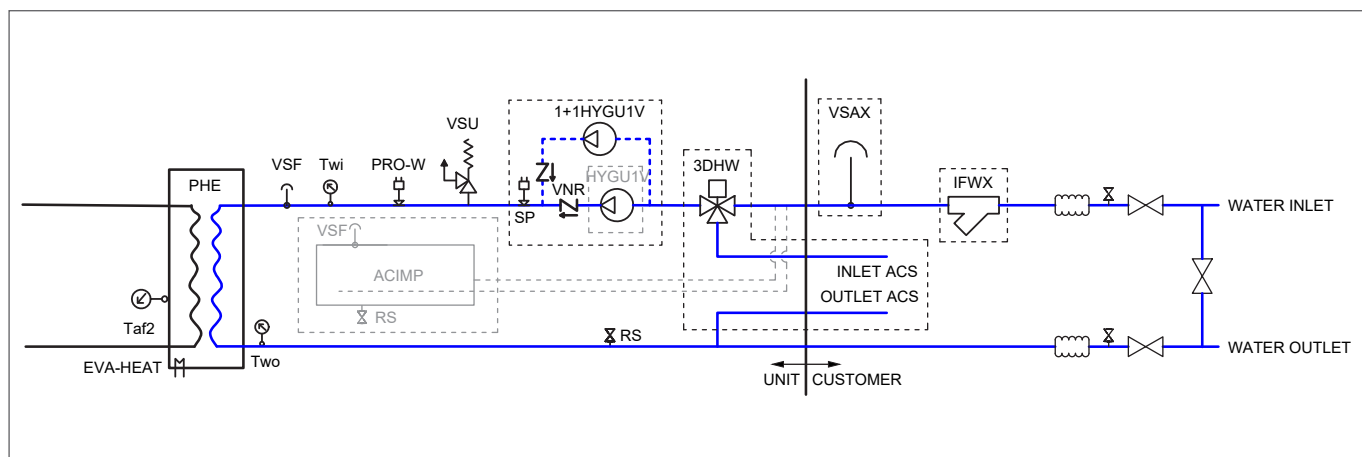 1+1HYGU1V
VSAX
VSU
VSF
Twi
PRO-W
3DHW
IFWX
PHE
VNR
HYGU1V
SP
WATER INLET
VSF
ACIMP
INLET ACS
OUTLET ACS
RS
Taf2
RS
EVA-HEAT
Two
WATER OUTLET
UNIT
CUSTOMER